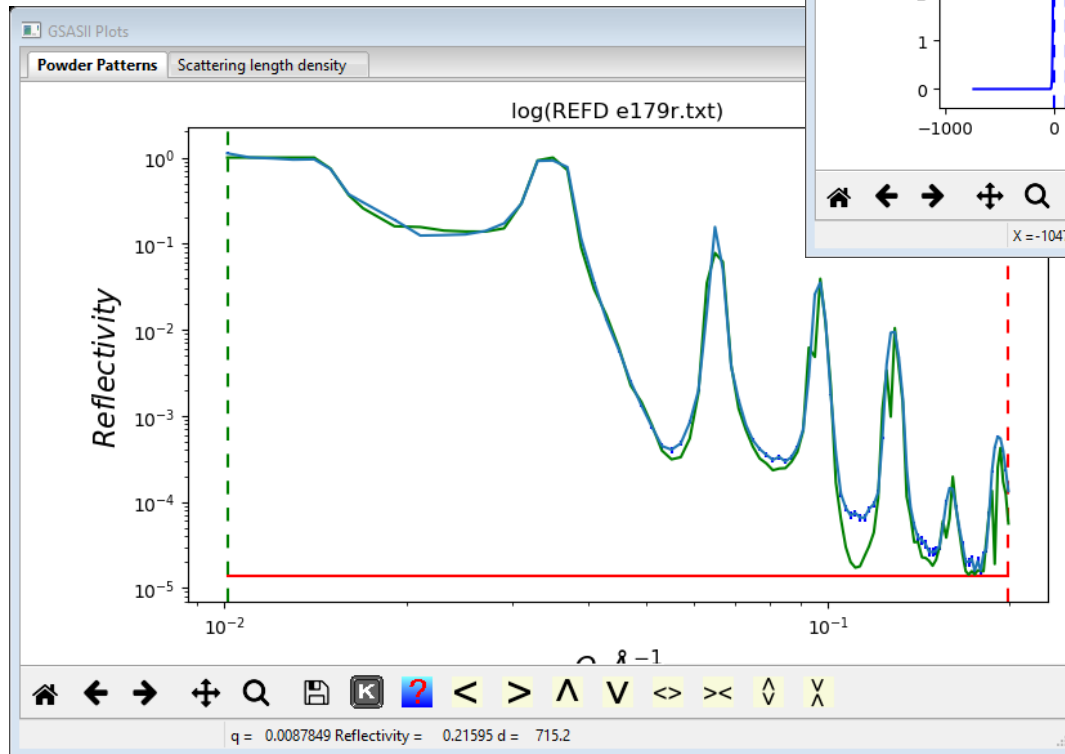 GSASII Plots
Powder Patterns
Scattering length density
log(REFD e179r.txt)
Reflectivity
10⁰
10⁻¹
10⁻²
10⁻³
10⁻⁴
10⁻⁵
10⁻²
10⁻¹
K
?
< > Λ V <> ><
q = 0.0087849 Reflectivity = 0.21595 d = 715.2
1
0
−1000
0
X =-104